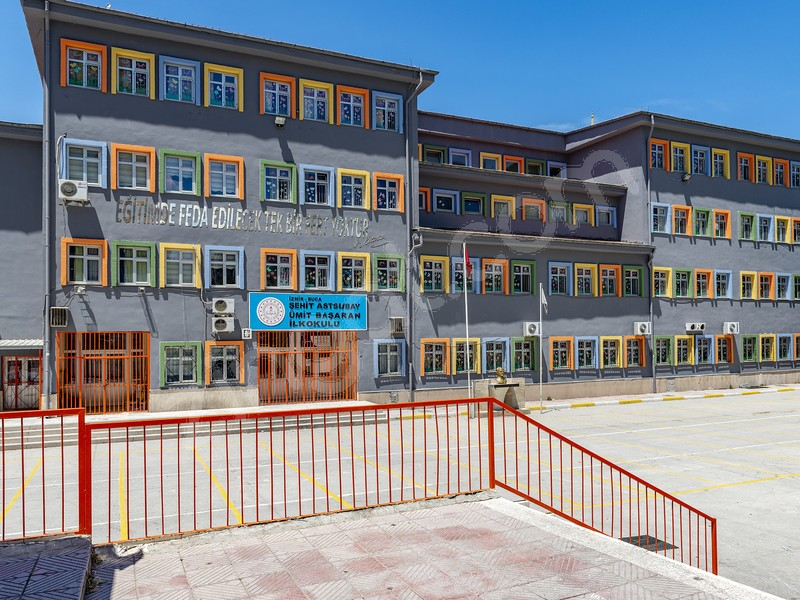 EĞİTİMDE FEDA EDİLECEK TEK BİR FERT YOKTUR
İZMİR - BUCA
ŞEHİT ASTSUBAY
ÜMİT BAŞARAN
İLKOKULU